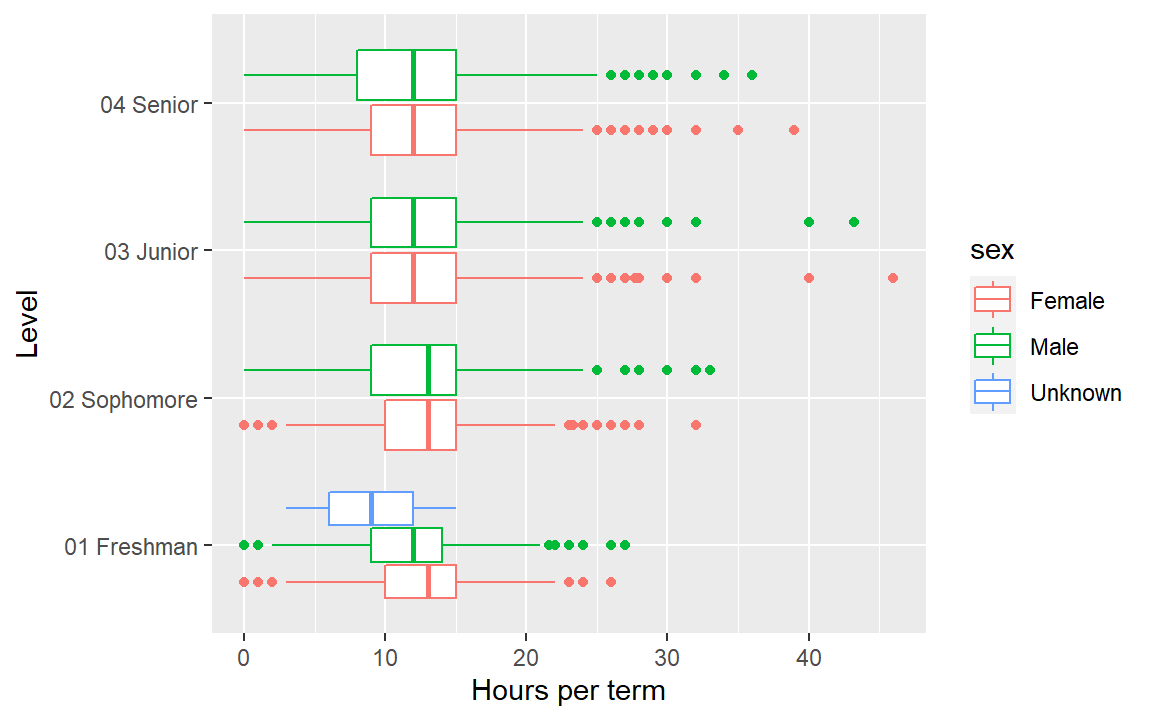 04 Senior
03 Junior
02 Sophomore
01 Freshman
Level
0 10 20 30 40
Hours per term
sex
Female
Male
Unknown